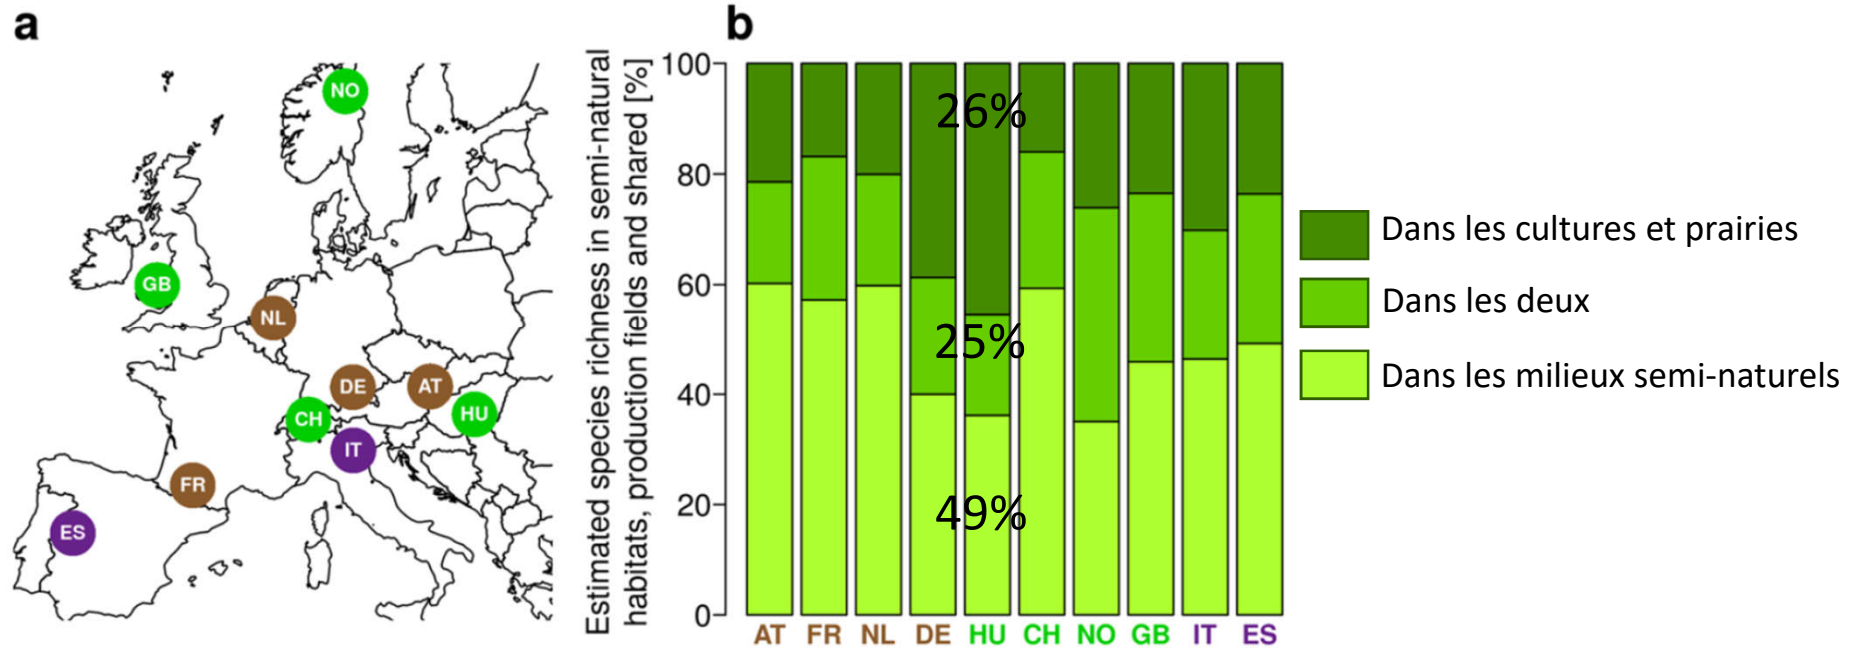 a
NO
GB
NL
DE
AT
CH
HU
IT
FR
ES
b
Estimated species richness in semi-natural
habitats, production fields and shared [%]
100
80
60
40
20
0
26%
25%
49%
AT FR NL DE HU CH NO GB IT ES
Dans les cultures et prairies
Dans les deux
Dans les milieux semi-naturels